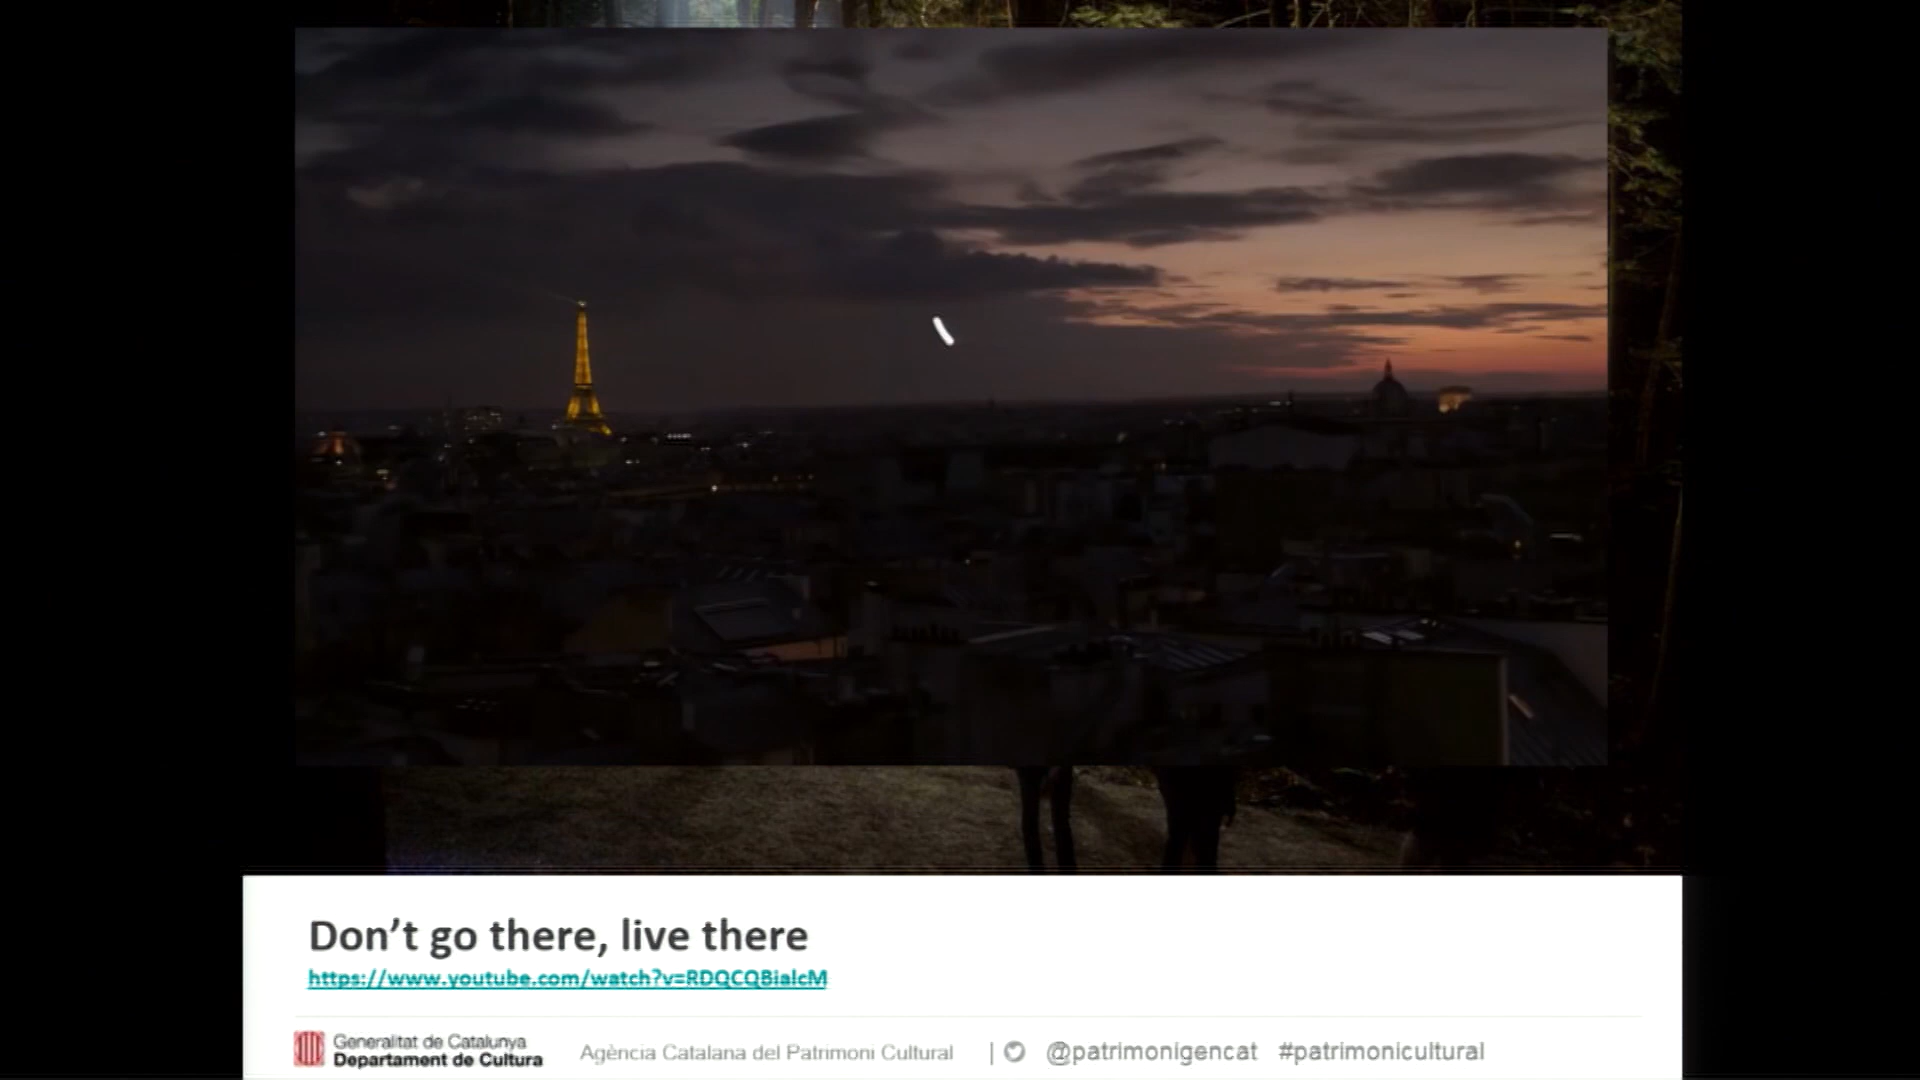 Don't go there, live there
https://www.youtube.com/watch?v=RDQCQBialcM
Generalitat de Catalunya
Departament de Cultura
Agència Catalana del Patrimoni Cultural
| @patrimonigencat #patrimonicultural